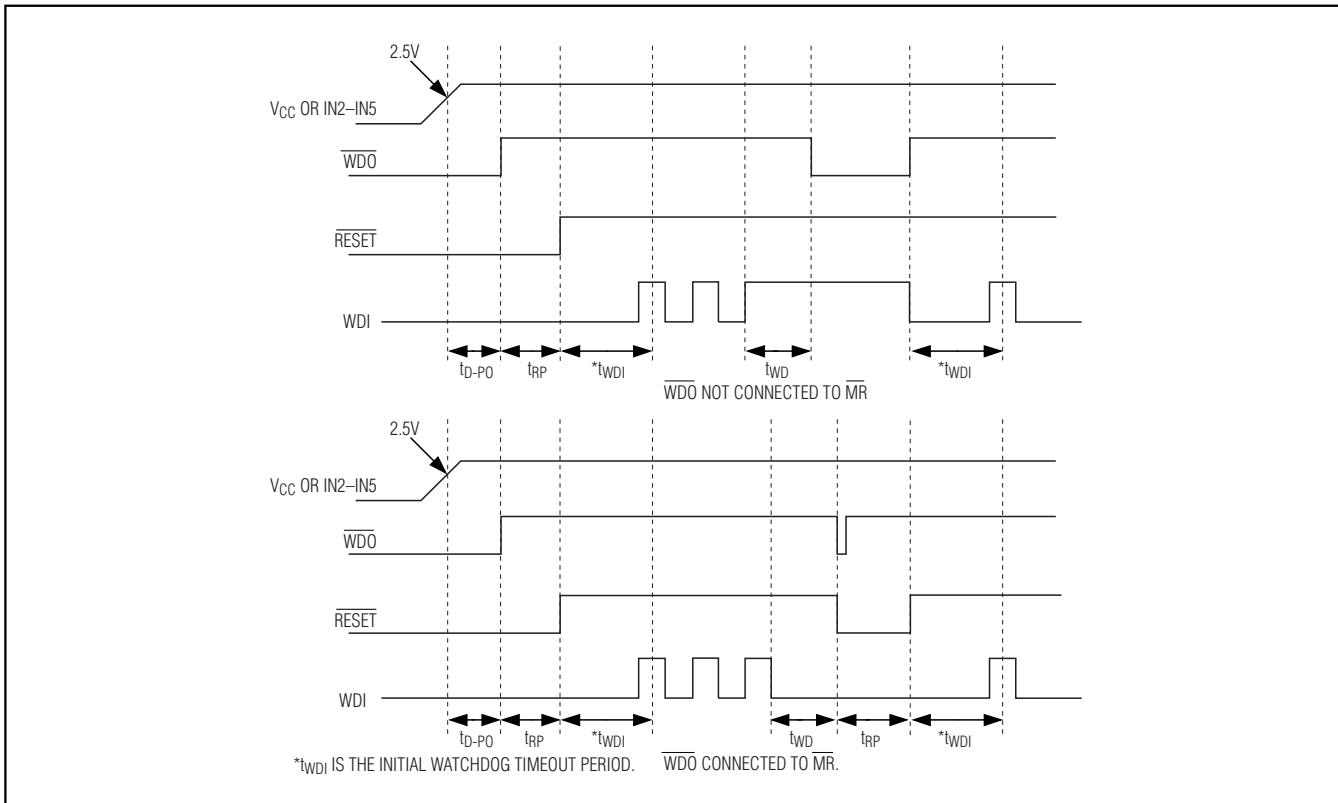 2.5V
VCC OR IN2–IN5
WDO
RESET
WDI
tD-PO tRP *tWDI tWD *tWDI
WDO NOT CONNECTED TO MR
2.5V
VCC OR IN2–IN5
WDO
RESET
WDI
tD-PO tRP *tWDI tWD tRP *tWDI
*tWDI IS THE INITIAL WATCHDOG TIMEOUT PERIOD. WDO CONNECTED TO MR.